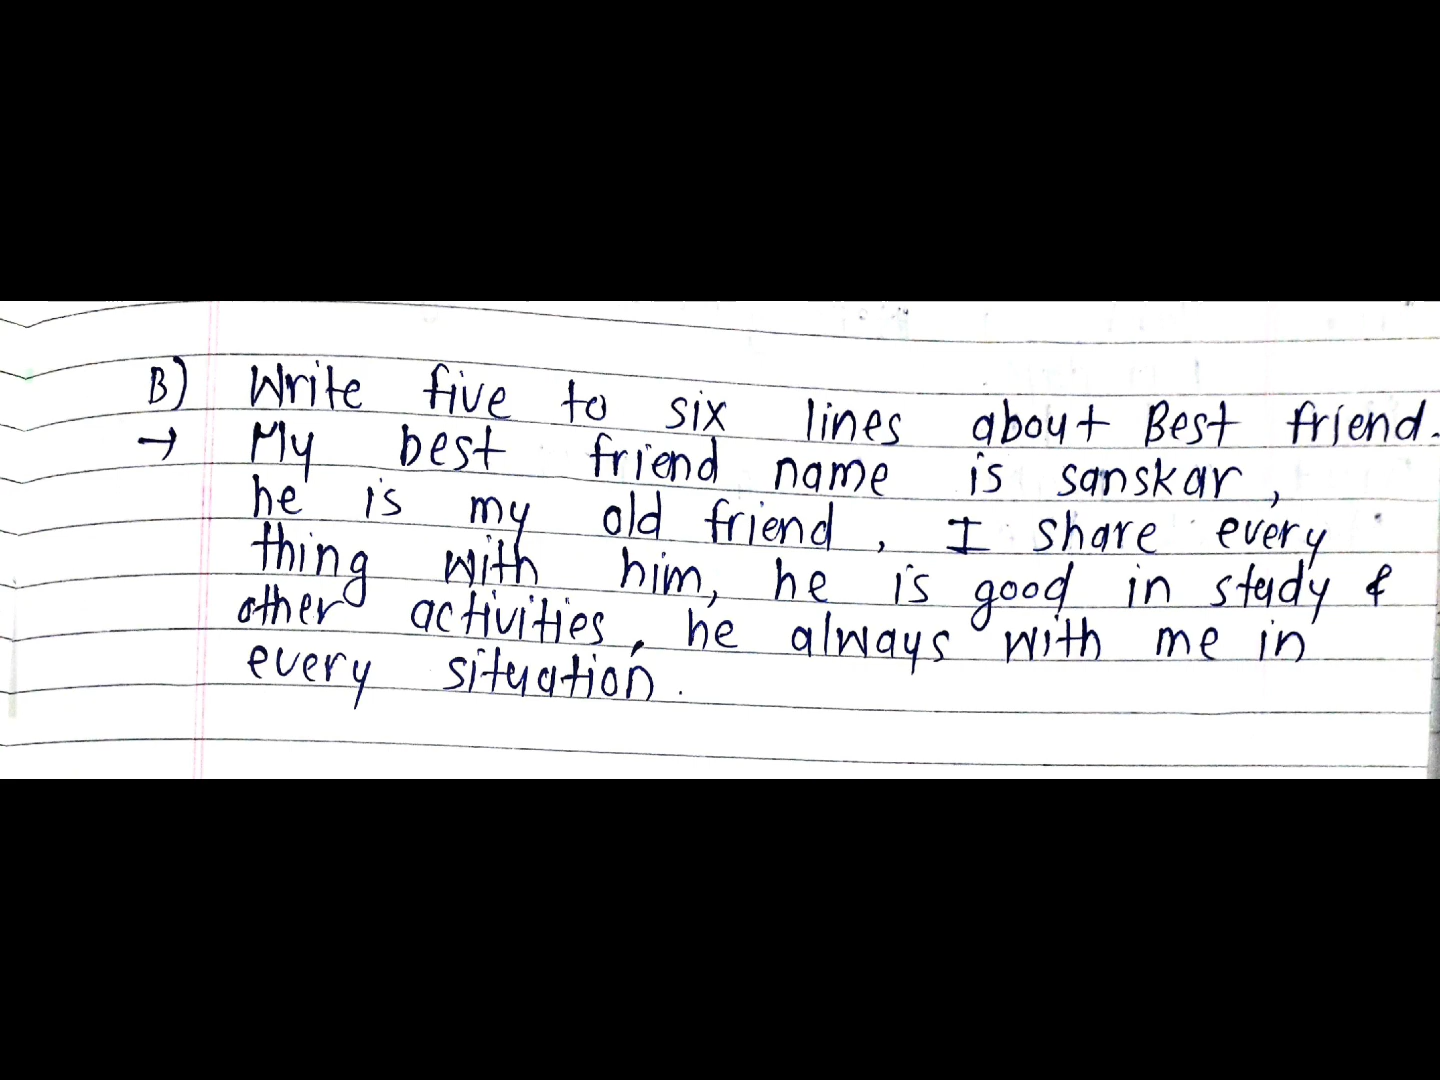 B) Write five to six lines about Best friend.
→ My best friend name is sanskar,
he is my old friend, I share every
thing with him, he is good in study &
other activities, he always with me in
every situation.